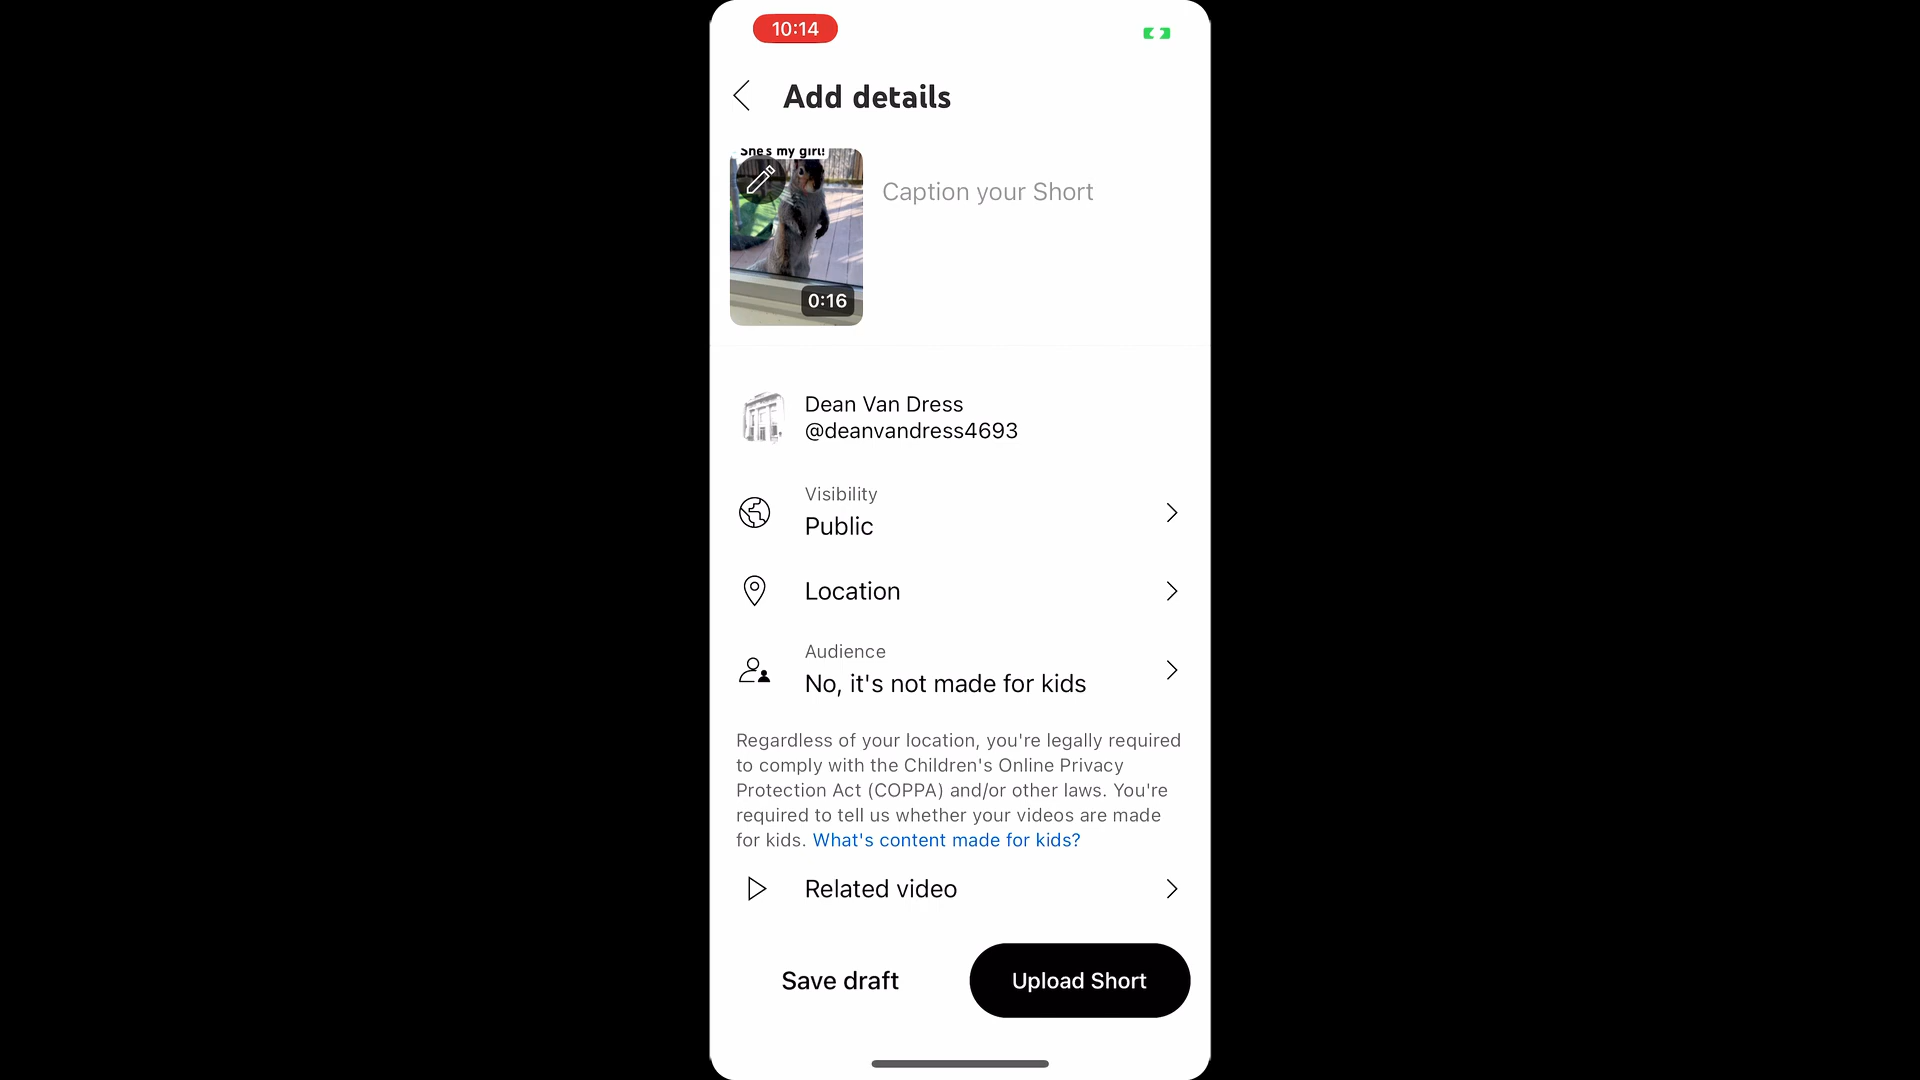 10:14
Add details
She's my girl!
Caption your Short
0:16
Dean Van Dress
@deanvandress4693
Visibility
Public
Location
Audience
No, it's not made for kids
Regardless of your location, you're legally required
to comply with the Children's Online Privacy
Protection Act (COPPA) and/or other laws. You're
required to tell us whether your videos are made
for kids. What's content made for kids?
Related video
Save draft
Upload Short